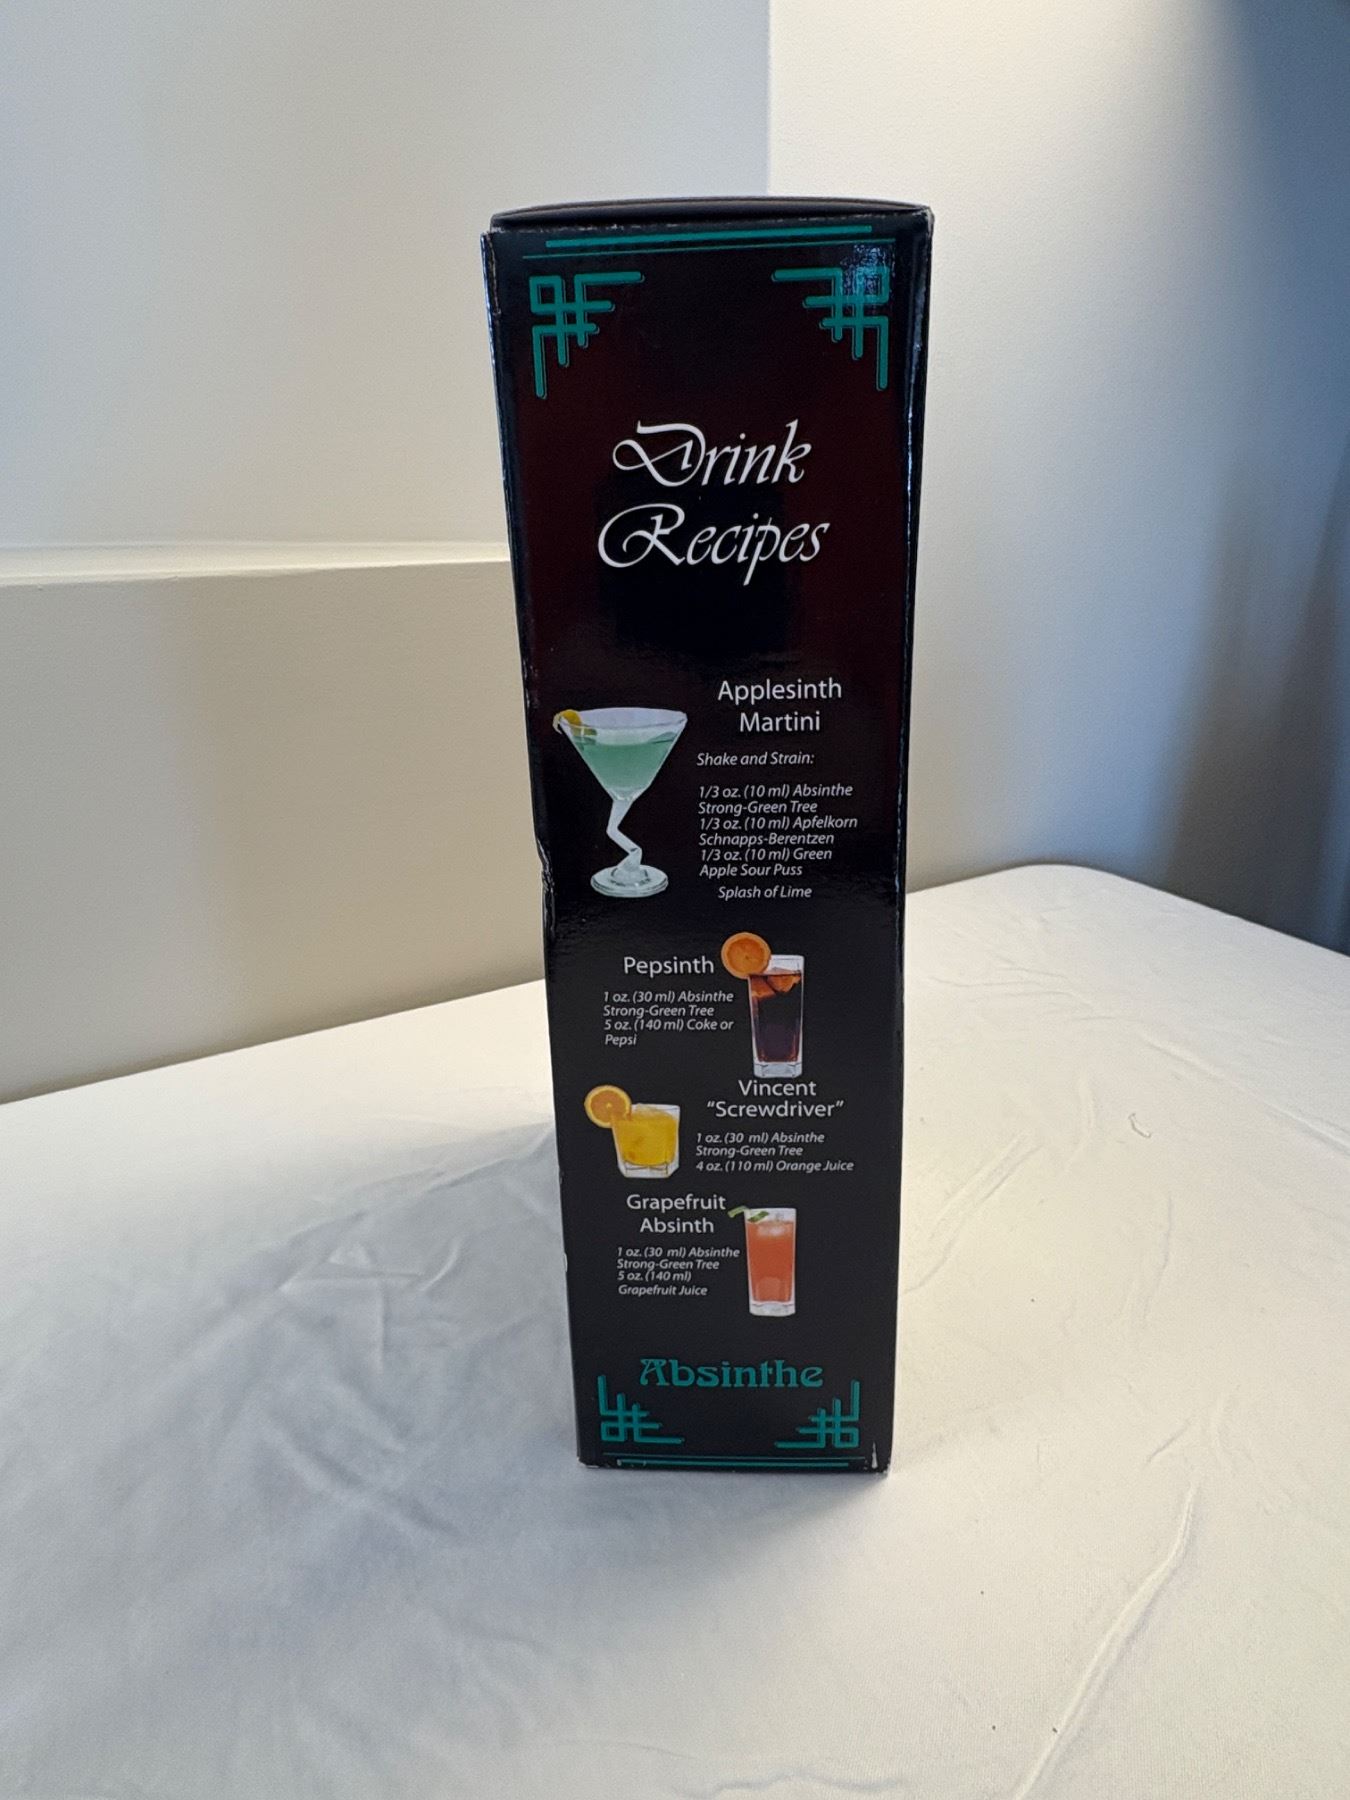 Drink
Recipes
Applesinth
Martini
Shake and Strain:
1/3 oz. (10 ml) Absinthe
Strong-Green Tree
1/3 oz. (10 ml) Apfelkorn
Schnapps-Berentzen
1/3 oz. (10 ml) Green
Apple Sour Puss
Splash of Lime
Pepsinth
1 oz. (30 ml) Absinthe
Strong-Green Tree
5 oz. (140 ml) Coke or
Pepsi
Vincent
“Screwdriver”
1 oz. (30 ml) Absinthe
Strong-Green Tree
4 oz. (110 ml) Orange Juice
Grapefruit
Absinth
1 oz. (30 ml) Absinthe
Strong-Green Tree
5 oz. (140 ml)
Grapefruit Juice
Absinthe